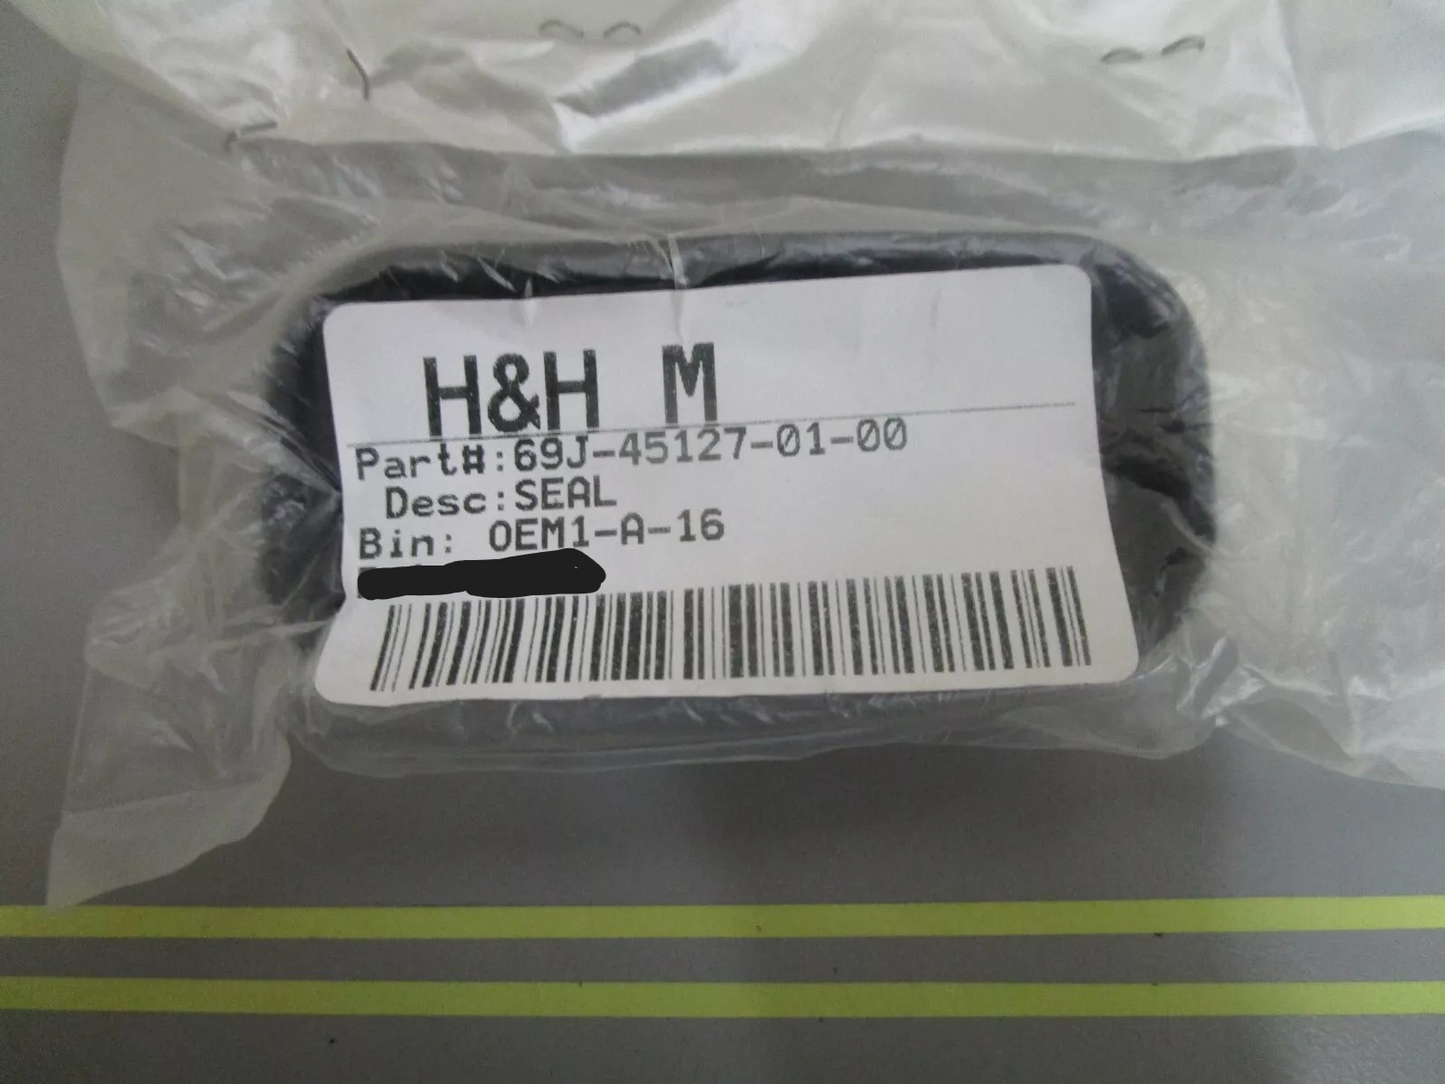 H&H M
Part#:69J-45127-01-00
Desc:SEAL
Bin: OEM1-A-16